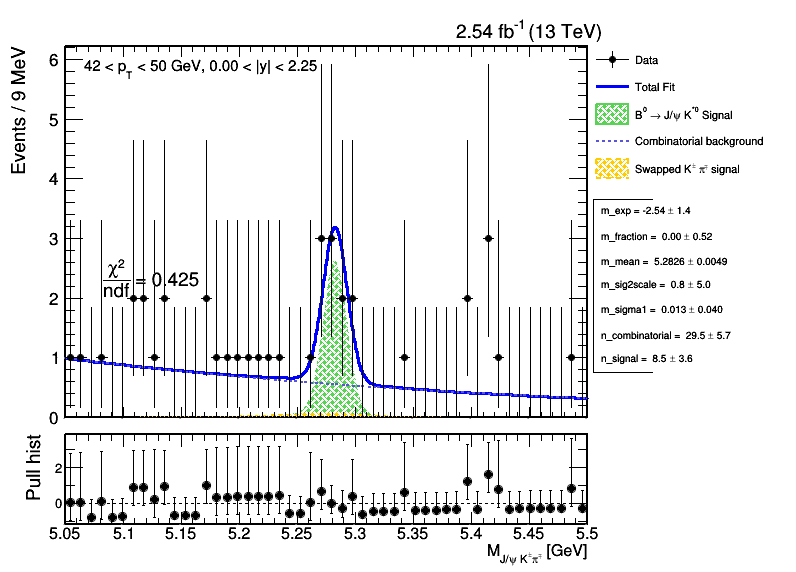 2.54 fb⁻¹ (13 TeV)
42 < p_T < 50 GeV, 0.00 < |y| < 2.25
Events / 9 MeV
6
5
4
3
2
1
0
χ²/ndf = 0.425
Data
Total Fit
B⁰ → J/ψ K*⁰ Signal
Combinatorial background
Swapped K± π∓ signal
m_exp = -2.54 ± 1.4
m_fraction = 0.00 ± 0.52
m_mean = 5.2826 ± 0.0049
m_sig2scale = 0.8 ± 5.0
m_sigma1 = 0.013 ± 0.040
n_combinatorial = 29.5 ± 5.7
n_signal = 8.5 ± 3.6
Pull hist
2
0
5.05 5.1 5.15 5.2 5.25 5.3 5.35 5.4 5.45 5.5
M_J/ψ K± π∓ [GeV]